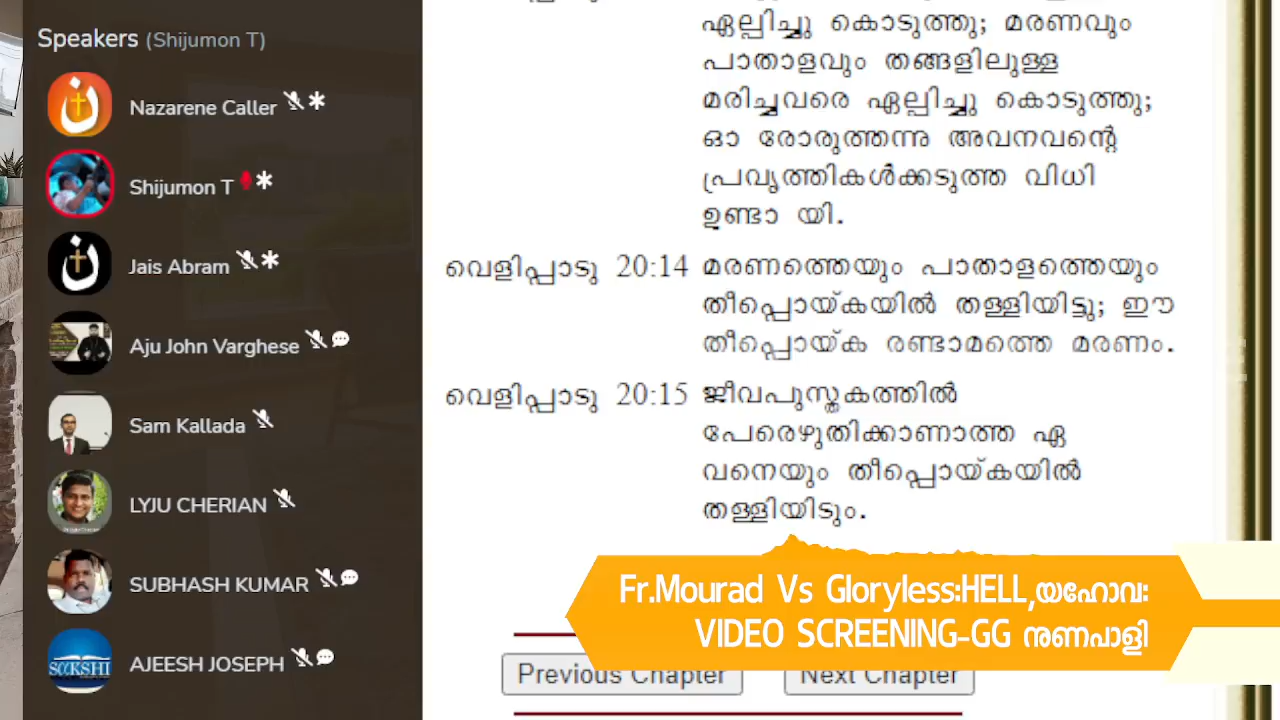 Speakers (Shijumon T)
Nazarene Caller
Shijumon T
Jais Abram
Aju John Varghese
Sam Kallada
LYJU CHERIAN
SUBHASH KUMAR
AJEESH JOSEPH
SAKSHI
ഏല്പിച്ചു കൊടുത്തു; മരണവും
പാതാളവും തങ്ങളിലുള്ള
മരിച്ചവരെ ഏല്പിച്ചു കൊടുത്തു;
ഓ രോരുത്തന്നു അവനവന്റെ
പ്രവൃത്തികൾക്കടുത്ത വിധി
ഉണ്ടാ യി.
വെളിപ്പാടു 20:14 മരണത്തെയും പാതാളത്തെയും
തീപ്പൊയ്കയിൽ തള്ളിയിട്ടു; ഈ
തീപ്പൊയ്ക രണ്ടാമത്തെ മരണം.
വെളിപ്പാടു 20:15 ജീവപുസ്തകത്തിൽ
പേരെഴുതിക്കാണാത്ത ഏ
വനെയും തീപ്പൊയ്കയിൽ
തള്ളിയിടും.
Fr.Mourad Vs Gloryless:HELL,യഹോവ:
VIDEO SCREENING-GG നുണപാളി
Previous Chapter Next Chapter